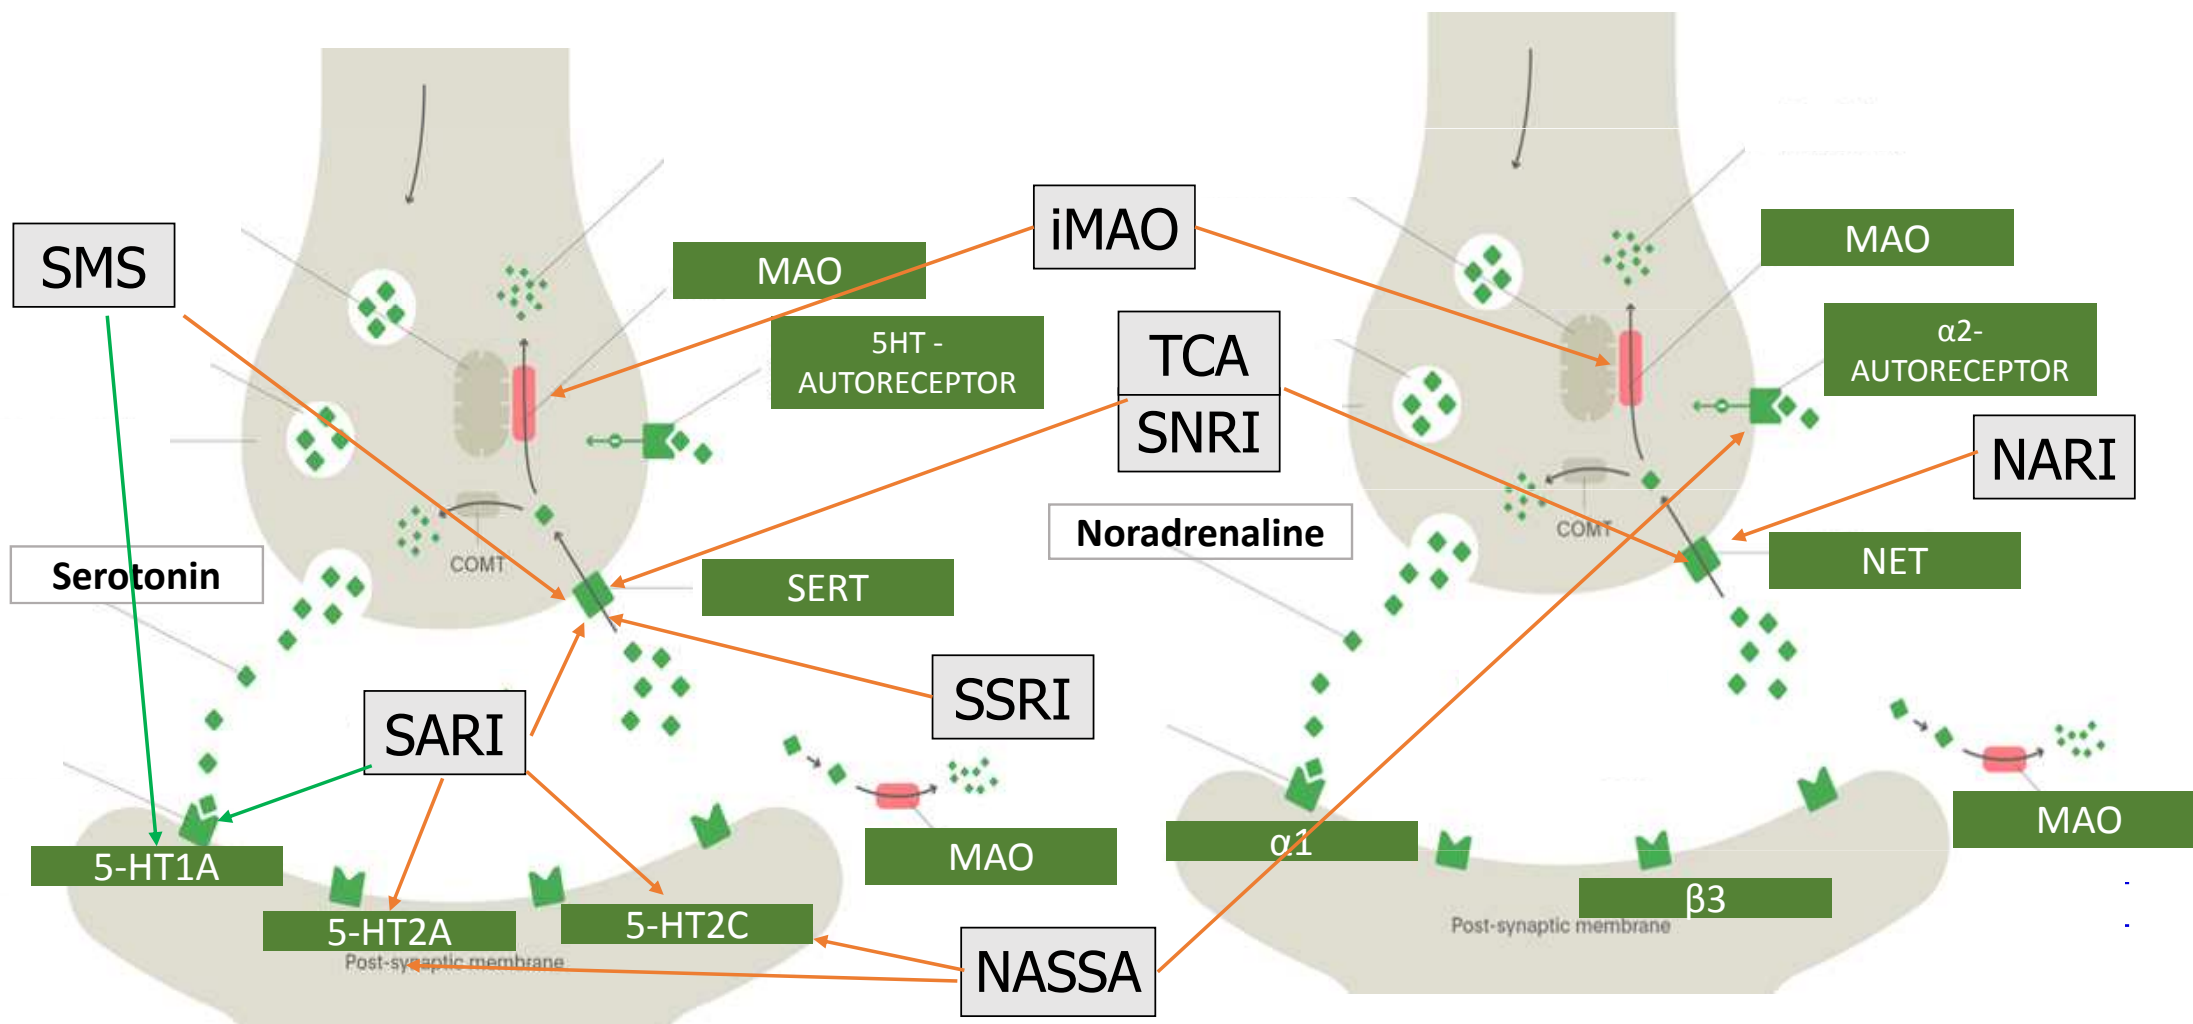 iMAO
MAO
SMS
MAO
TCA
α2-
AUTORECEPTOR
5HT -
AUTORECEPTOR
SNRI
NARI
Noradrenaline
COMT
NET
COMT
Serotonin
SERT
SSRI
SARI
MAO
α1
MAO
5-HT1A
β3
5-HT2A
5-HT2C
Post-synaptic membrane
Post-synaptic membrane
NASSA